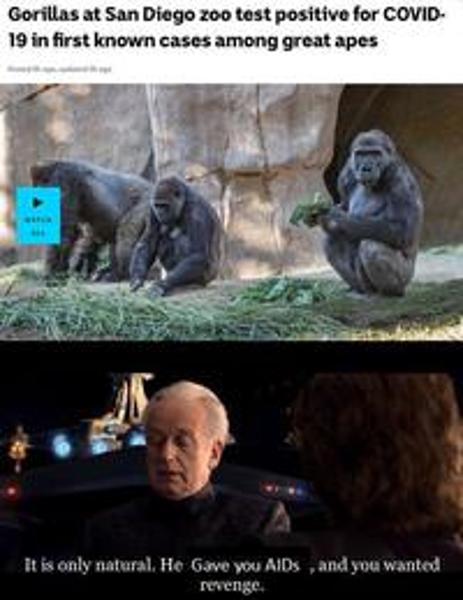 Gorillas at San Diego zoo test positive for COVID-
19 in first known cases among great apes
WATCH
It is only natural. He Gave you AIDs , and you wanted
revenge.